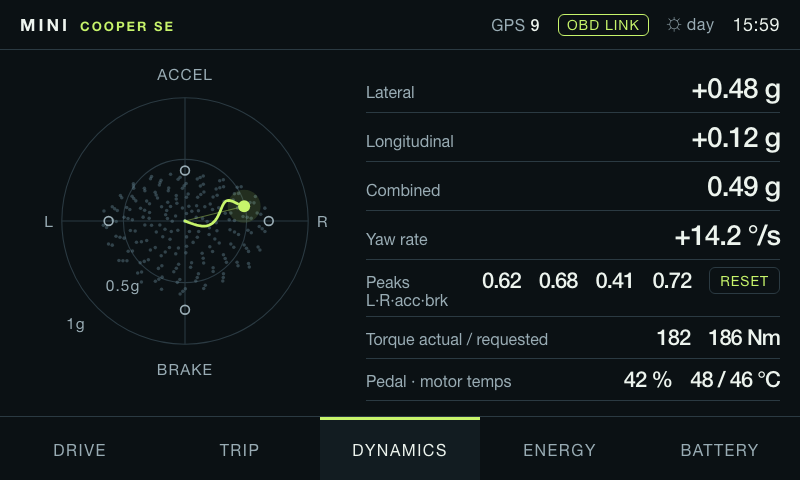 MINI COOPER SE GPS 9 OBD LINK day 15:59
ACCEL
L
R
0.5g
1g
BRAKE
Lateral +0.48 g
Longitudinal +0.12 g
Combined 0.49 g
Yaw rate +14.2 °/s
Peaks 0.62 0.68 0.41 0.72 RESET
L·R·acc·brk
Torque actual / requested 182 186 Nm
Pedal · motor temps 42 % 48 / 46 °C
DRIVE TRIP DYNAMICS ENERGY BATTERY